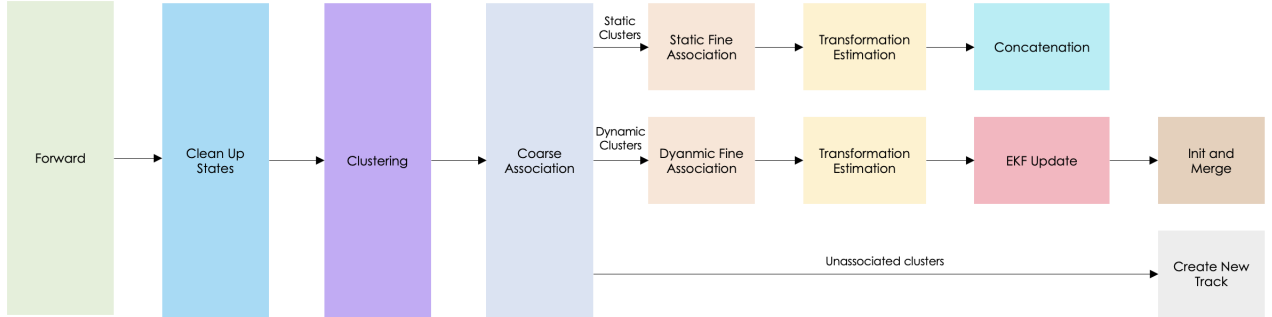 Forward
Clean Up
States
Clustering
Coarse
Association
Static
Clusters
Static Fine
Association
Transformation
Estimation
Concatenation
Dynamic
Clusters
Dyanmic Fine
Association
Transformation
Estimation
EKF Update
Init and
Merge
Unassociated clusters
Create New
Track